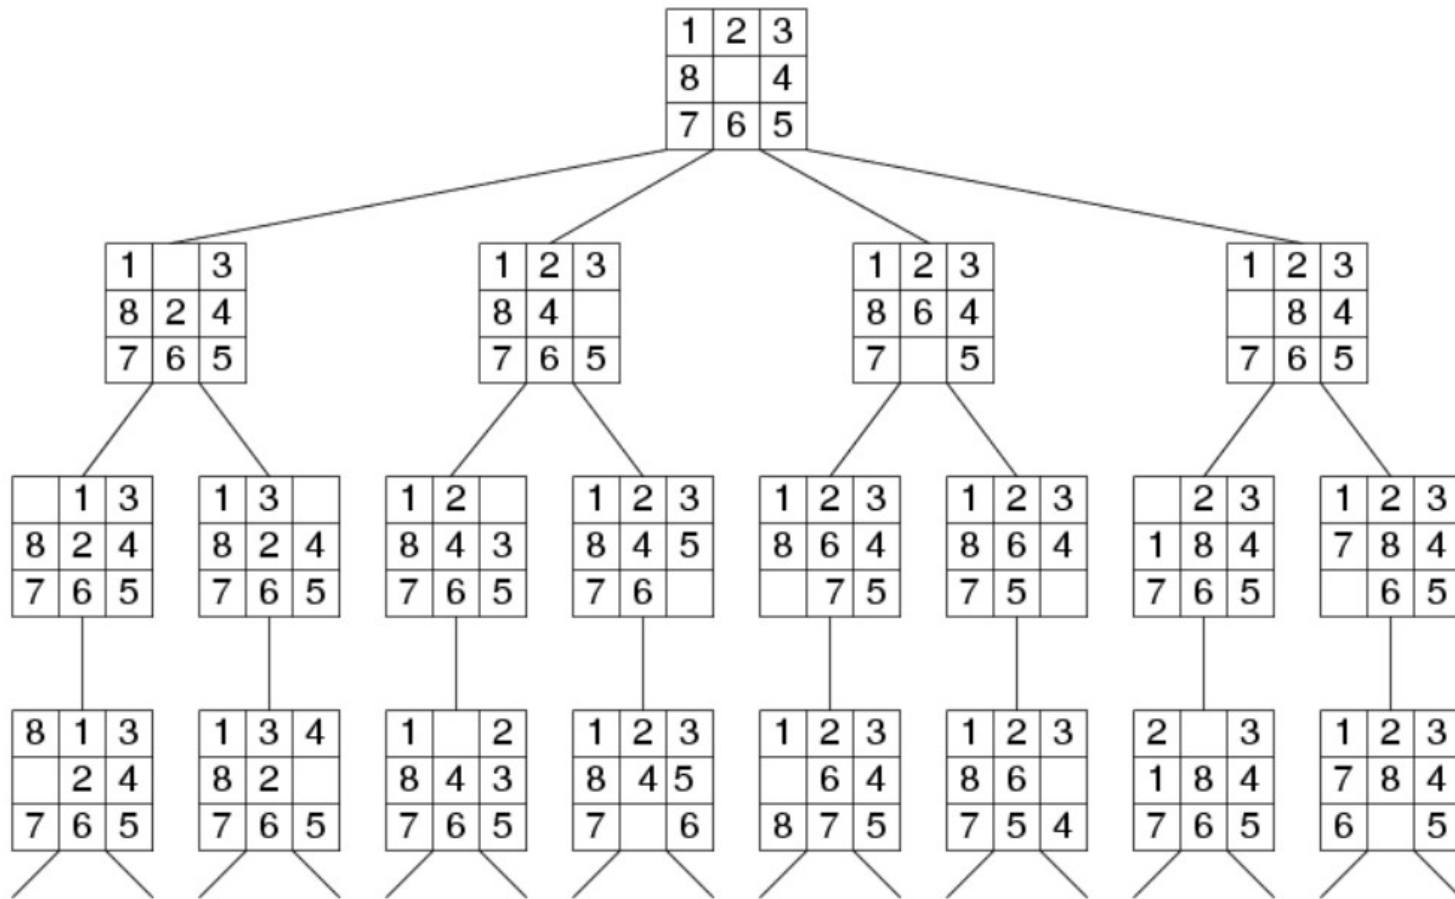 1 2 3
8 4
7 6 5
1 3 1 2 3 1 2 3 1 2 3
8 2 4 8 4 8 6 4 8 4
7 6 5 7 6 5 7 5 7 6 5
1 3 1 3 1 2 1 2 3 1 2 3 1 2 3 2 3 1 2 3
8 2 4 8 2 4 8 4 3 8 4 5 8 6 4 8 6 4 1 8 4 7 8 4
7 6 5 7 6 5 7 6 5 7 6 7 5 7 5 7 6 5 6 5
8 1 3 1 3 4 1 2 1 2 3 1 2 3 1 2 3 2 3 1 2 3
2 4 8 2 8 4 3 8 4 5 6 4 8 6 1 8 4 7 8 4
7 6 5 7 6 5 7 6 5 7 6 8 7 5 7 5 4 7 6 5 6 5